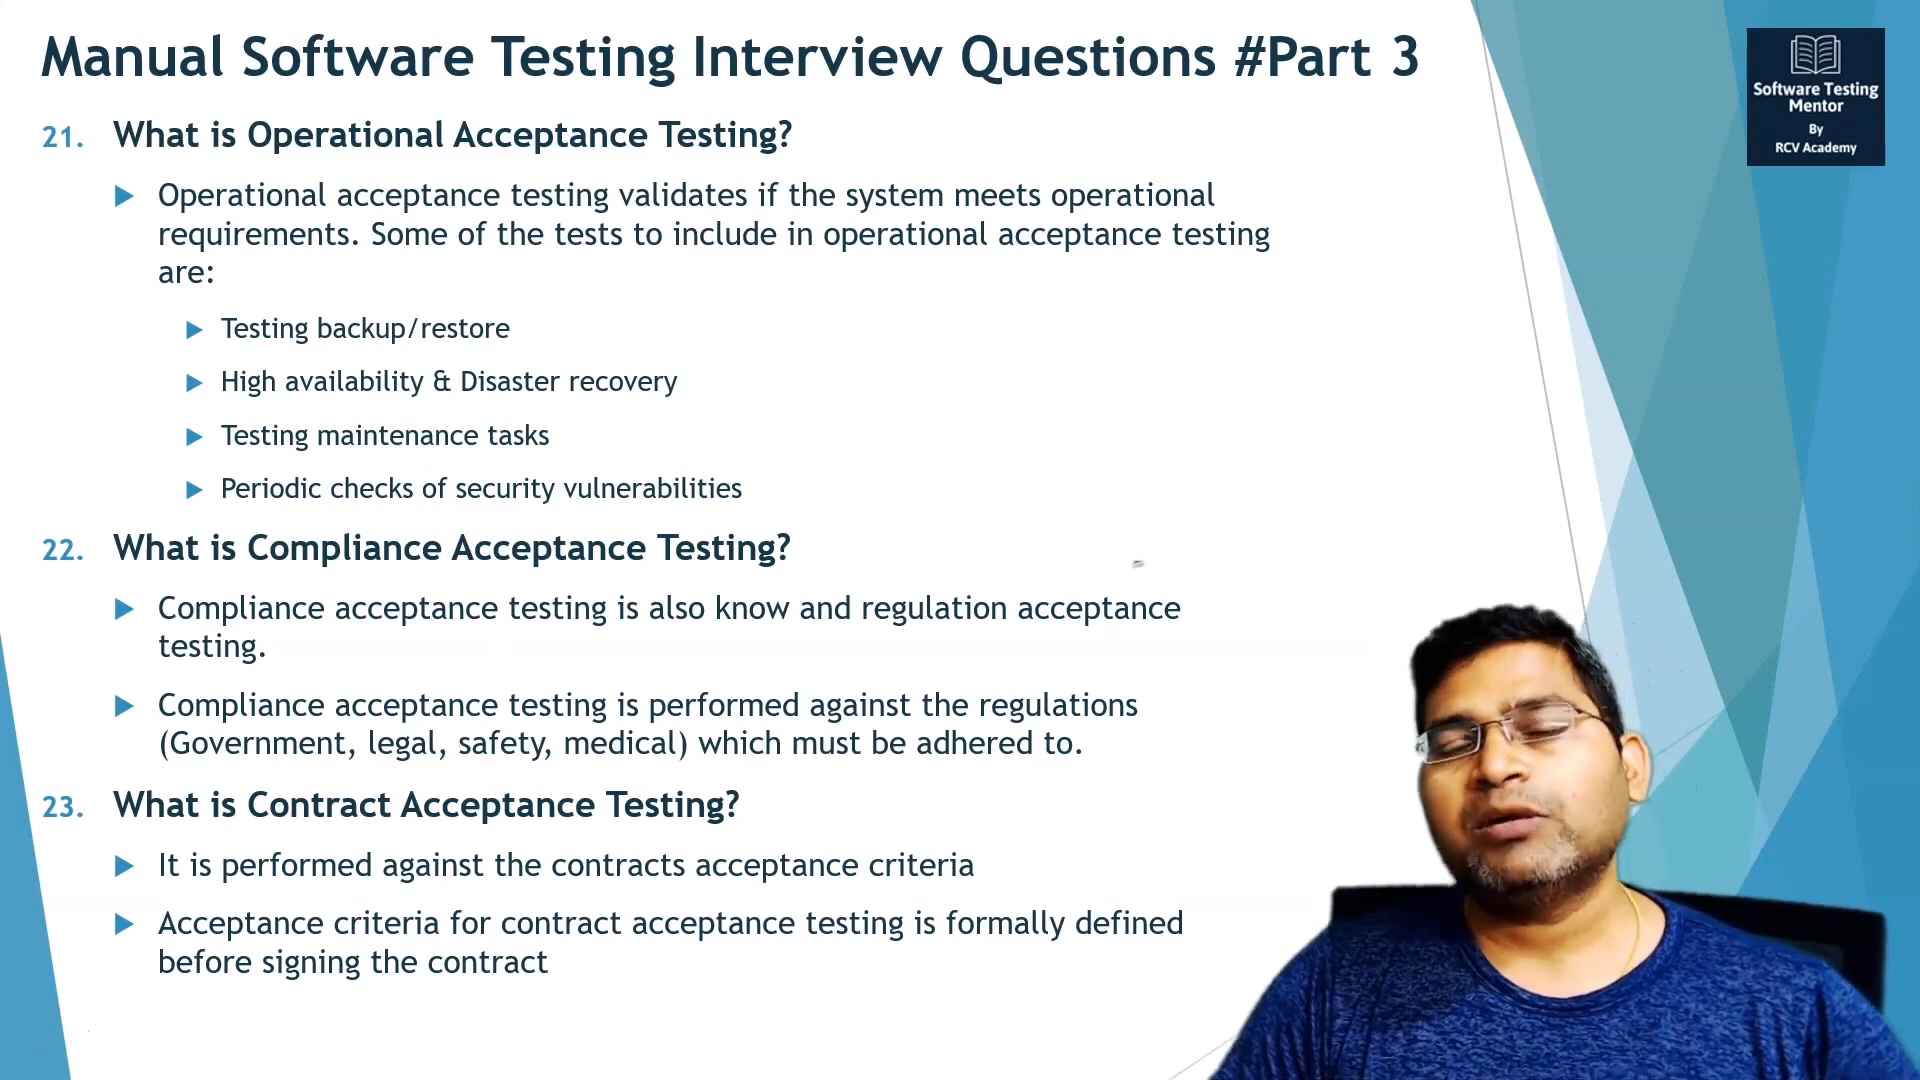 Manual Software Testing Interview Questions #Part 3
Software Testing
Mentor
By
RCV Academy
21. What is Operational Acceptance Testing?
Operational acceptance testing validates if the system meets operational
requirements. Some of the tests to include in operational acceptance testing
are:
Testing backup/restore
High availability & Disaster recovery
Testing maintenance tasks
Periodic checks of security vulnerabilities
22. What is Compliance Acceptance Testing?
Compliance acceptance testing is also know and regulation acceptance
testing.
Compliance acceptance testing is performed against the regulations
(Government, legal, safety, medical) which must be adhered to.
23. What is Contract Acceptance Testing?
It is performed against the contracts acceptance criteria
Acceptance criteria for contract acceptance testing is formally defined
before signing the contract